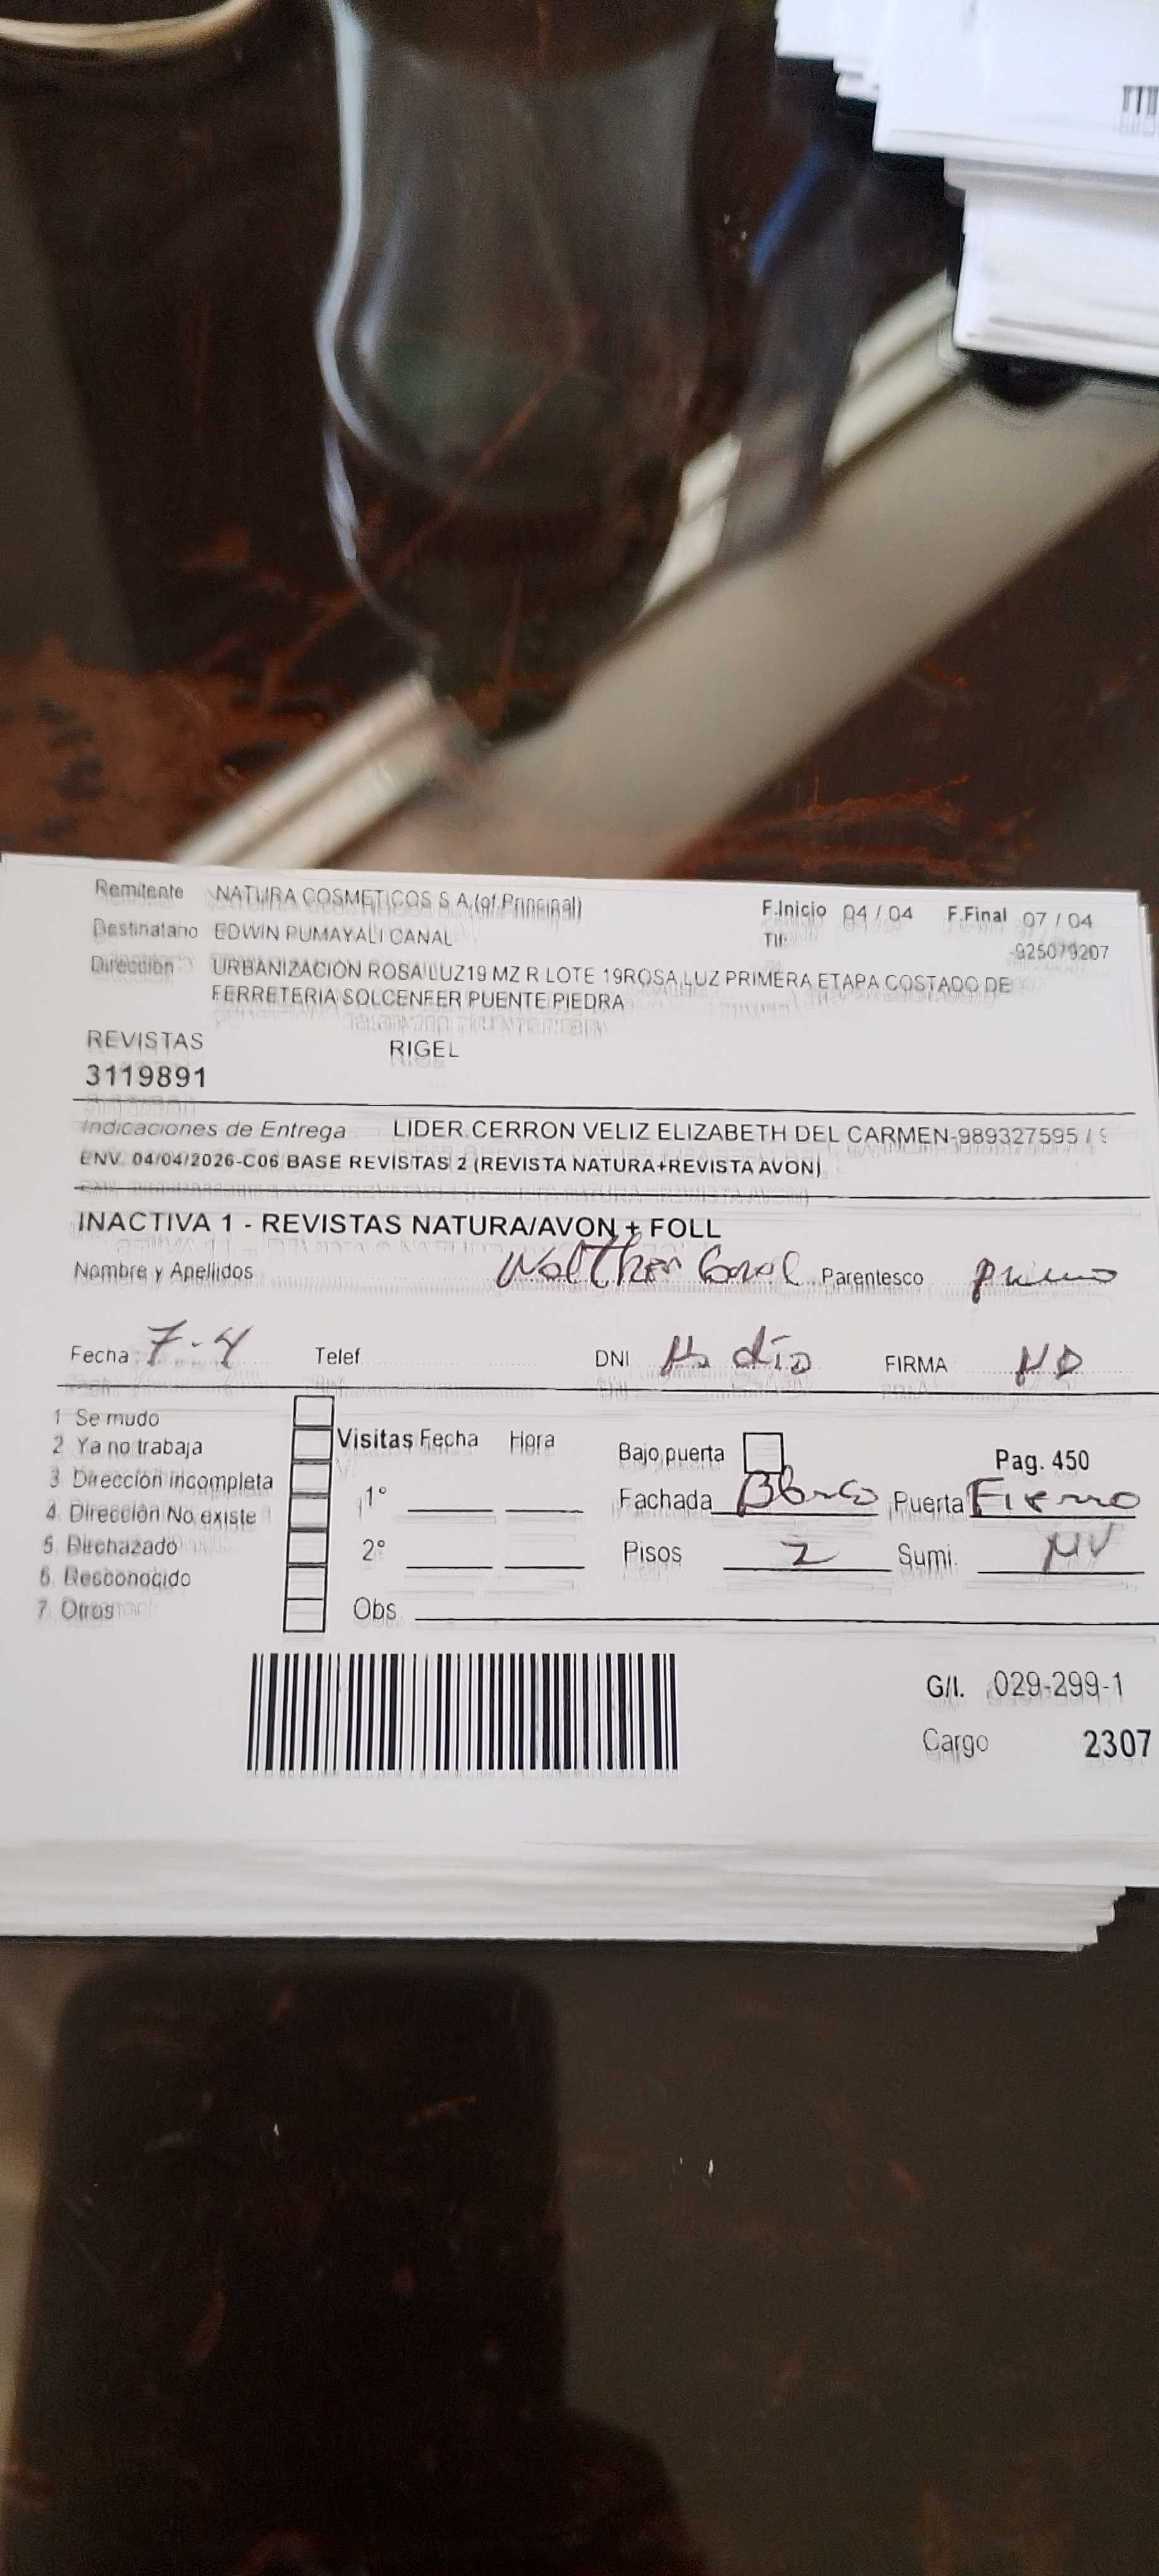 Remitente NATURA COSMETICOS S A (of.Principal) F.Inicio 04 / 04 F.Final 07 / 04
Destinatario EDWIN PUMAYALI CANAL Tlf: -925079207
Dirección URBANIZACIÓN ROSA LUZ19 MZ R LOTE 19ROSA LUZ PRIMERA ETAPA COSTADO DE
FERRETERIA SOLCENFER PUENTE PIEDRA
REVISTAS RIGEL
3119891
Indicaciones de Entrega LIDER.CERRON VELIZ ELIZABETH DEL CARMEN-989327595 / 9
ENV. 04/04/2026-C06 BASE REVISTAS 2 (REVISTA NATURA+REVISTA AVON)
INACTIVA 1 - REVISTAS NATURA/AVON + FOLL
Nombre y Apellidos Walther Canal Parentesco primo
Fecha 7-4 Telef. DNI No dío FIRMA ND
1 Se mudo
2 Ya no trabaja
3 Dirección incompleta
4 Dirección No existe
5 Rechazado
6 Desconocido
7 Otros
Visitas Fecha Hora
1°
2°
Obs
Bajo puerta Pag. 450
Fachada Blanco Puerta Fierro
Pisos 2 Sumi. NV
G/I. 029-299-1
Cargo 2307